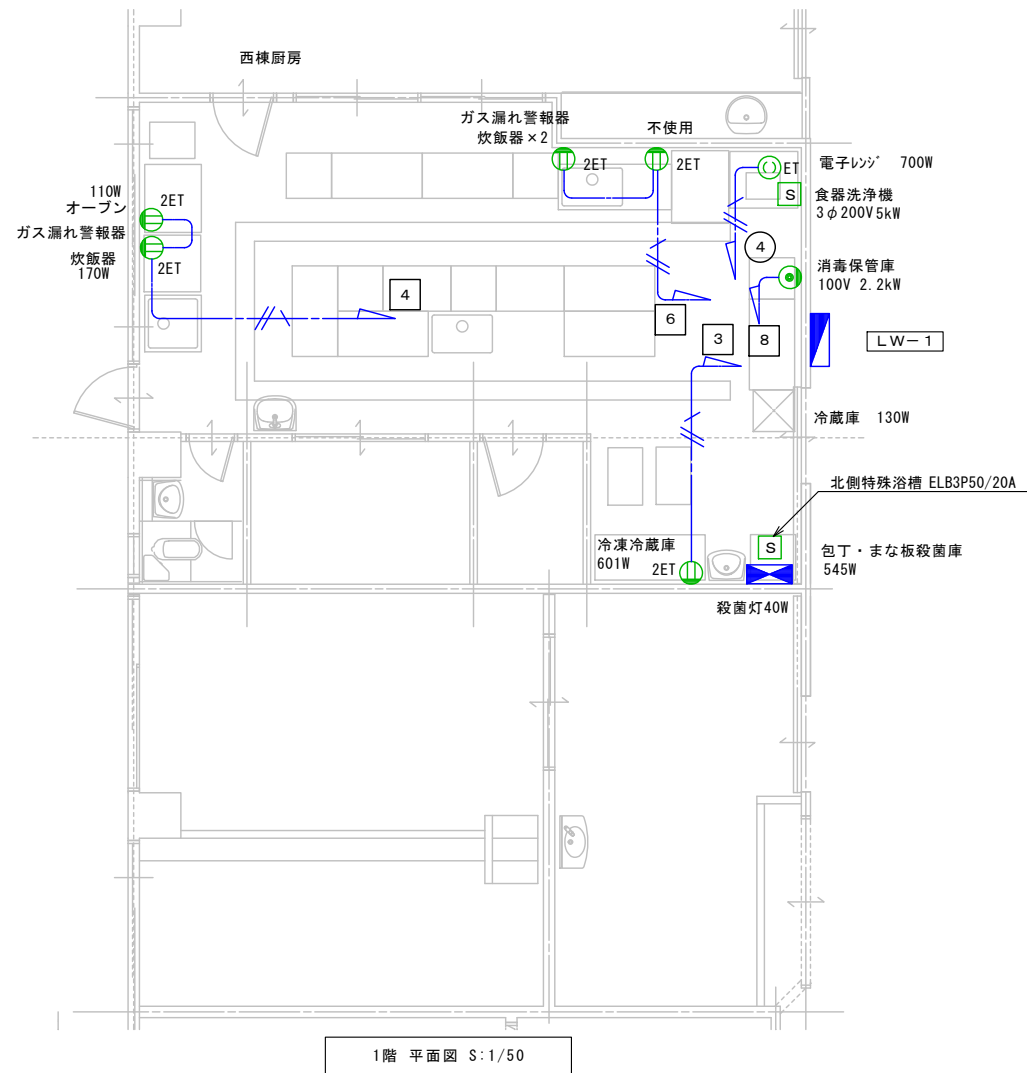 西棟厨房
ガス漏れ警報器
炊飯器×2
不使用
2ET
2ET
ET
電子レンジ 700W
S
食器洗浄機
3φ200V5kW
110W
オーブン
2ET
ガス漏れ警報器
炊飯器
170W
2ET
4
消毒保管庫
100V 2.2kW
4
6
3
8
LW-1
冷蔵庫 130W
北側特殊浴槽 ELB3P50/20A
冷凍冷蔵庫
601W
2ET
S
包丁・まな板殺菌庫
545W
殺菌灯40W
1階 平面図 S:1/50